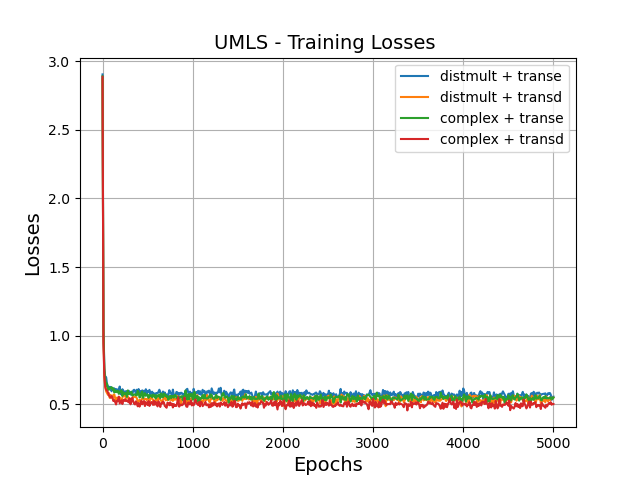 UMLS - Training Losses
3.0
2.5
2.0
1.5
1.0
0.5
Losses
distmult + transe
distmult + transd
complex + transe
complex + transd
0 1000 2000 3000 4000 5000
Epochs